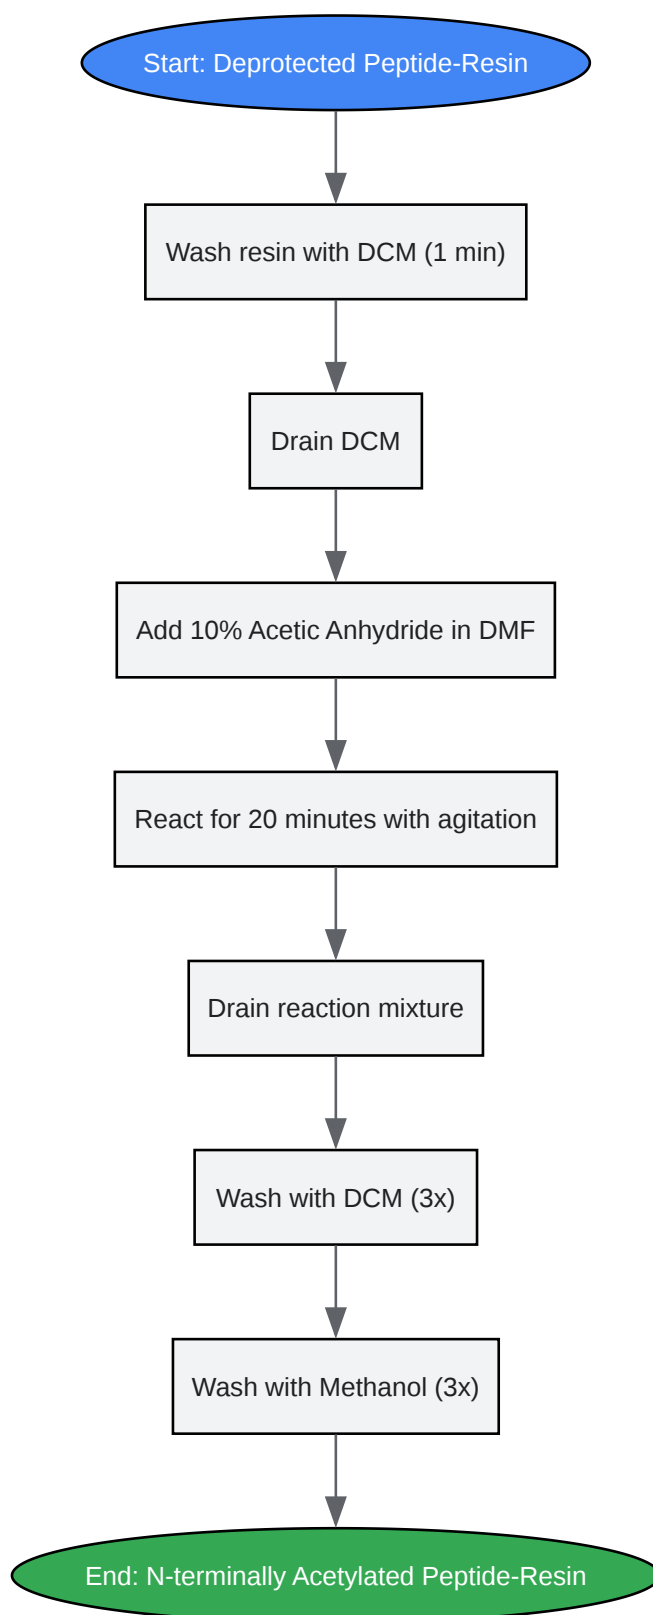 Start: Deprotected Peptide-Resin
Wash resin with DCM (1 min)
Drain DCM
Add 10% Acetic Anhydride in DMF
React for 20 minutes with agitation
Drain reaction mixture
Wash with DCM (3x)
Wash with Methanol (3x)
End: N-terminally Acetylated Peptide-Resin